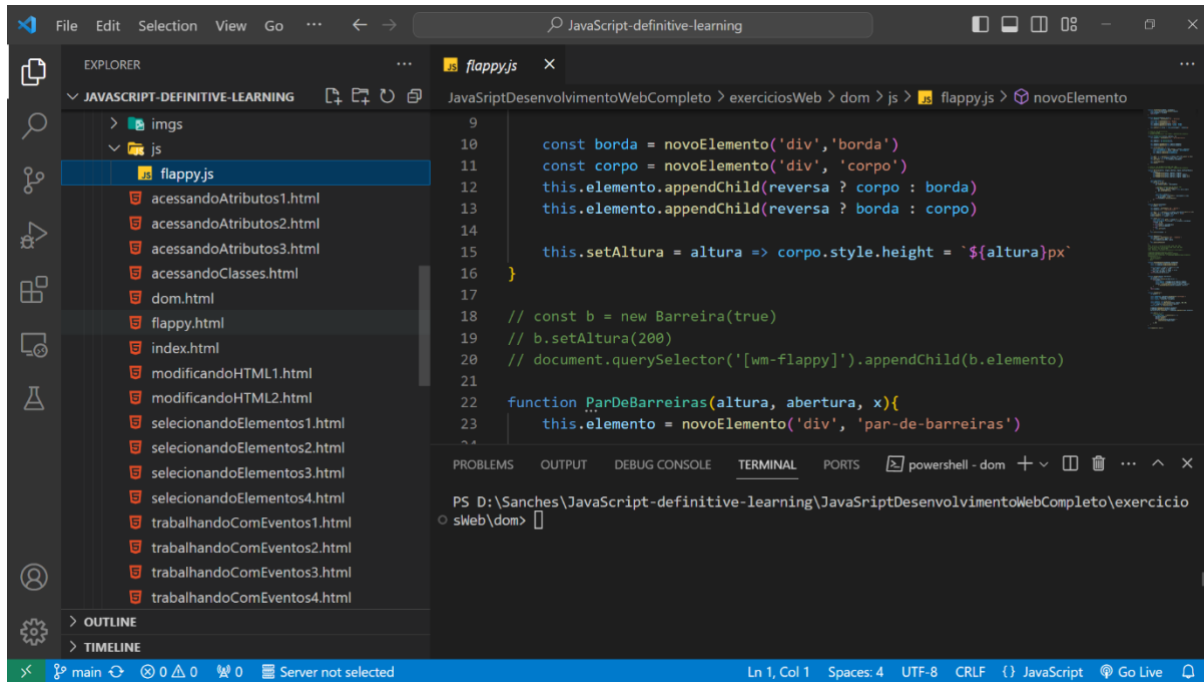 File Edit Selection View Go ··· JavaScript-definitive-learning
EXPLORER
JAVASCRIPT-DEFINITIVE-LEARNING
imgs
js
JS flappy.js
acessandoAtributos1.html
acessandoAtributos2.html
acessandoAtributos3.html
acessandoClasses.html
dom.html
flappy.html
index.html
modificandoHTML1.html
modificandoHTML2.html
selecionandoElementos1.html
selecionandoElementos2.html
selecionandoElementos3.html
selecionandoElementos4.html
trabalhandoComEventos1.html
trabalhandoComEventos2.html
trabalhandoComEventos3.html
trabalhandoComEventos4.html
OUTLINE
TIMELINE
JS flappy.js
JavaSriptDesenvolvimentoWebCompleto > exerciciosWeb > dom > js > JS flappy.js > novoElemento
9
10 const borda = novoElemento('div','borda')
11 const corpo = novoElemento('div', 'corpo')
12 this.elemento.appendChild(reversa ? corpo : borda)
13 this.elemento.appendChild(reversa ? borda : corpo)
14
15 this.setAltura = altura => corpo.style.height = `${altura}px`
16 }
17
18 // const b = new Barreira(true)
19 // b.setAltura(200)
20 // document.querySelector('[wm-flappy]').appendChild(b.elemento)
21
22 function ParDeBarreiras(altura, abertura, x){
23 this.elemento = novoElemento('div', 'par-de-barreiras')
PROBLEMS OUTPUT DEBUG CONSOLE TERMINAL PORTS powershell - dom
PS D:\Sanches\JavaScript-definitive-learning\JavaSriptDesenvolvimentoWebCompleto\exercicio
sWeb\dom>
main 0 0 0 Server not selected Ln 1, Col 1 Spaces: 4 UTF-8 CRLF {} JavaScript Go Live